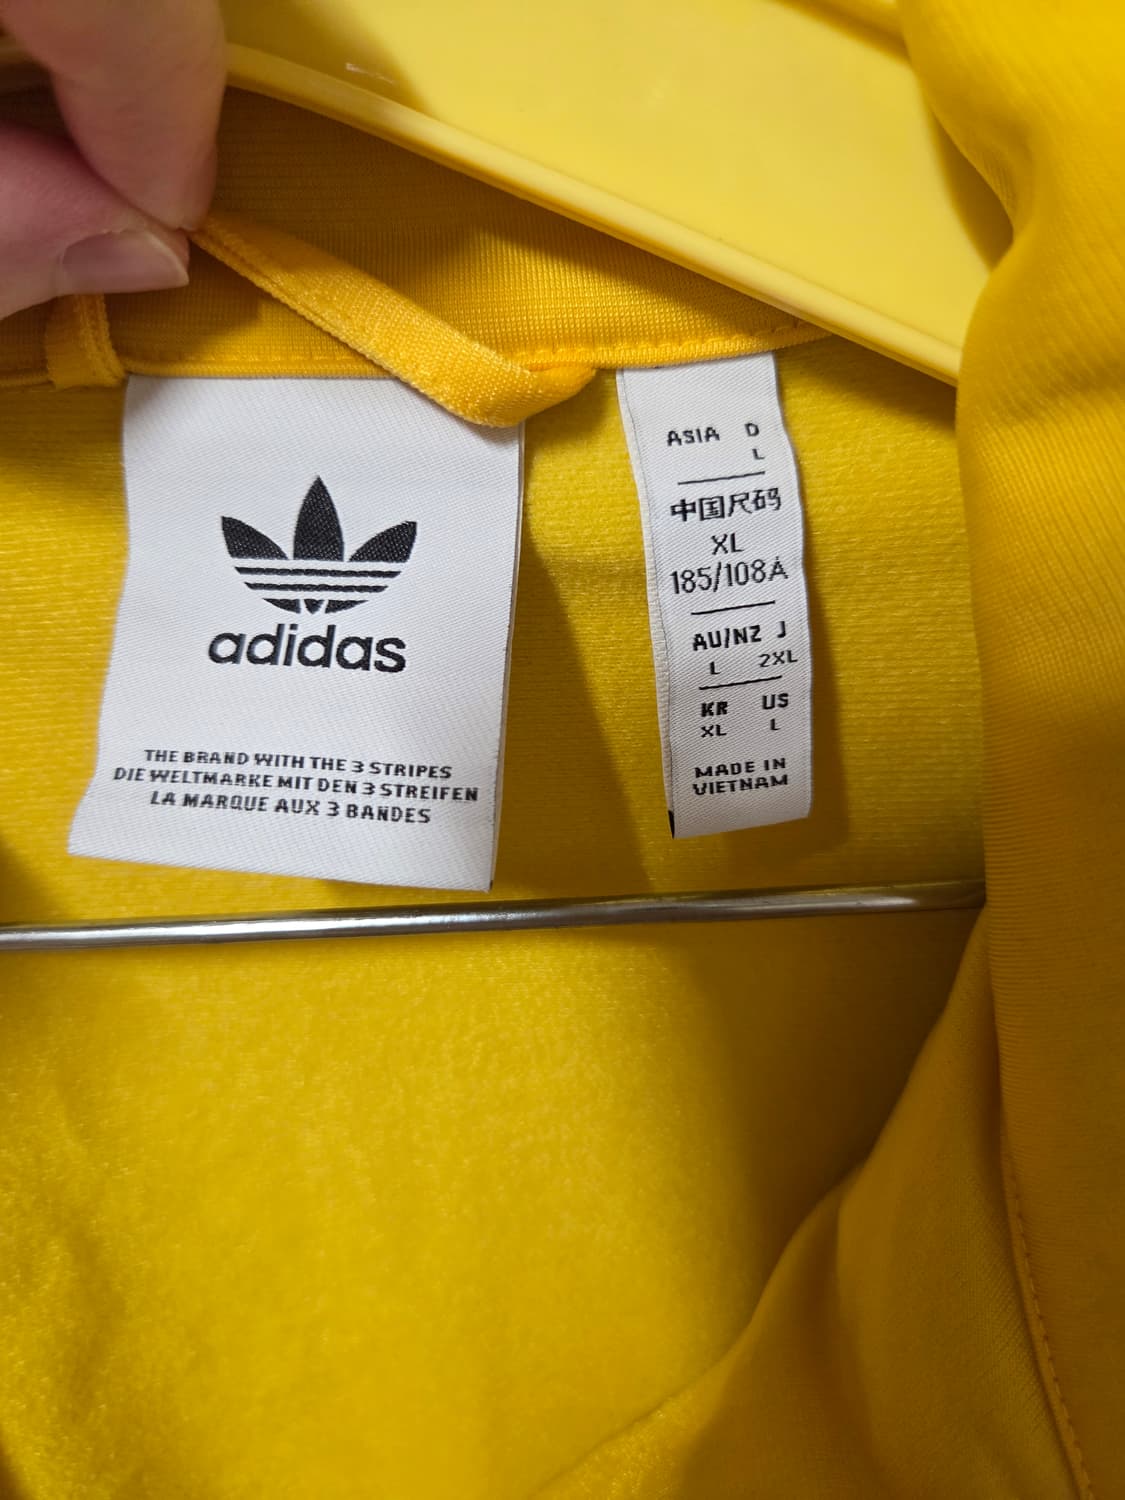 adidas
THE BRAND WITH THE 3 STRIPES
DIE WELTMARKE MIT DEN 3 STREIFEN
LA MARQUE AUX 3 BANDES
ASIA D
L
中国尺码
XL
185/108A
AU/NZ J
L 2XL
KR US
XL L
MADE IN
VIETNAM